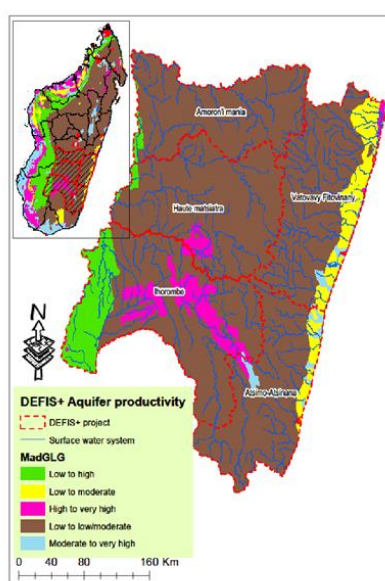 Amoron'I mania
Vatovavy Fitovinany
Haute matsiatra
Ihorombe
Atsimo-Atsinana
N
DEFIS+ Aquifer productivity
DEFIS+ project
Surface water system
MadGLG
Low to high
Low to moderate
High to very high
Low to low/moderate
Moderate to very high
0 40 80 160 Km